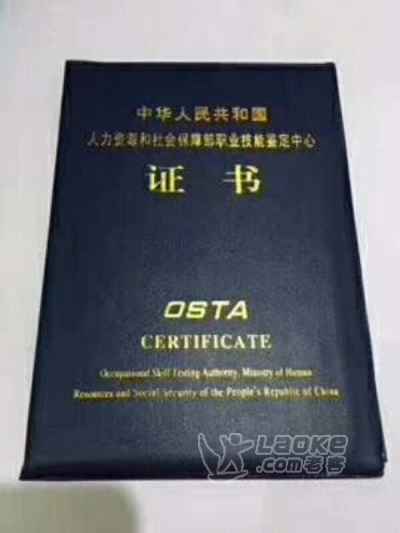 中华人民共和国
人力资源和社会保障部职业技能鉴定中心
证书
OSTA
CERTIFICATE
Occupational Skill Testing Authority, Ministry of Human
Resources and Social Security of the People's Republic of China
LAOKE
.com老客